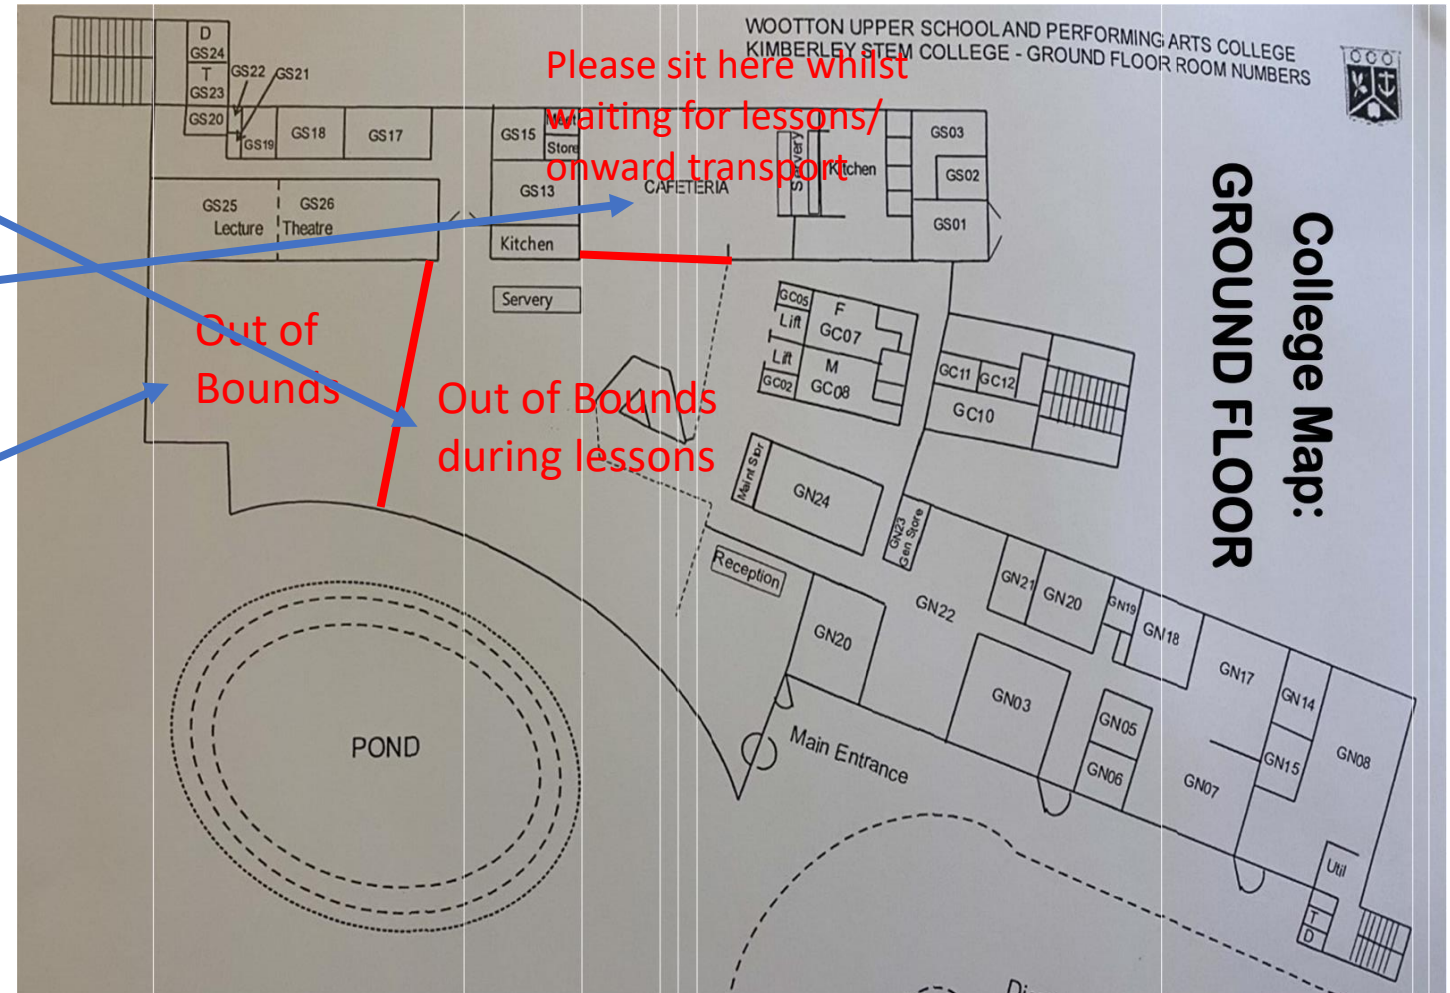 WOOTTON UPPER SCHOOL AND PERFORMING ARTS COLLEGE
KIMBERLEY STEM COLLEGE - GROUND FLOOR ROOM NUMBERS
College Map:
GROUND FLOOR
Please sit here whilst
waiting for lessons/
onward transport
D
GS24
T
GS23
GS20
GS22
GS21
GS19
GS18
GS17
GS15
Store
GS13
Kitchen
Servery
CAFETERIA
Servery
Kitchen
GS03
GS02
GS01
GS25
GS26
Lecture
Theatre
Out of
Bounds
Out of Bounds
during lessons
GC05
Lift
F
GC07
Lift
M
GC02
GC08
GC11
GC12
GC10
Maint Stor
GN24
GN23
Gen Store
Reception
GN20
GN22
GN21
GN20
GN19
GN18
GN17
GN14
GN03
GN05
GN06
GN15
GN08
GN07
Main Entrance
POND
Util
T
D